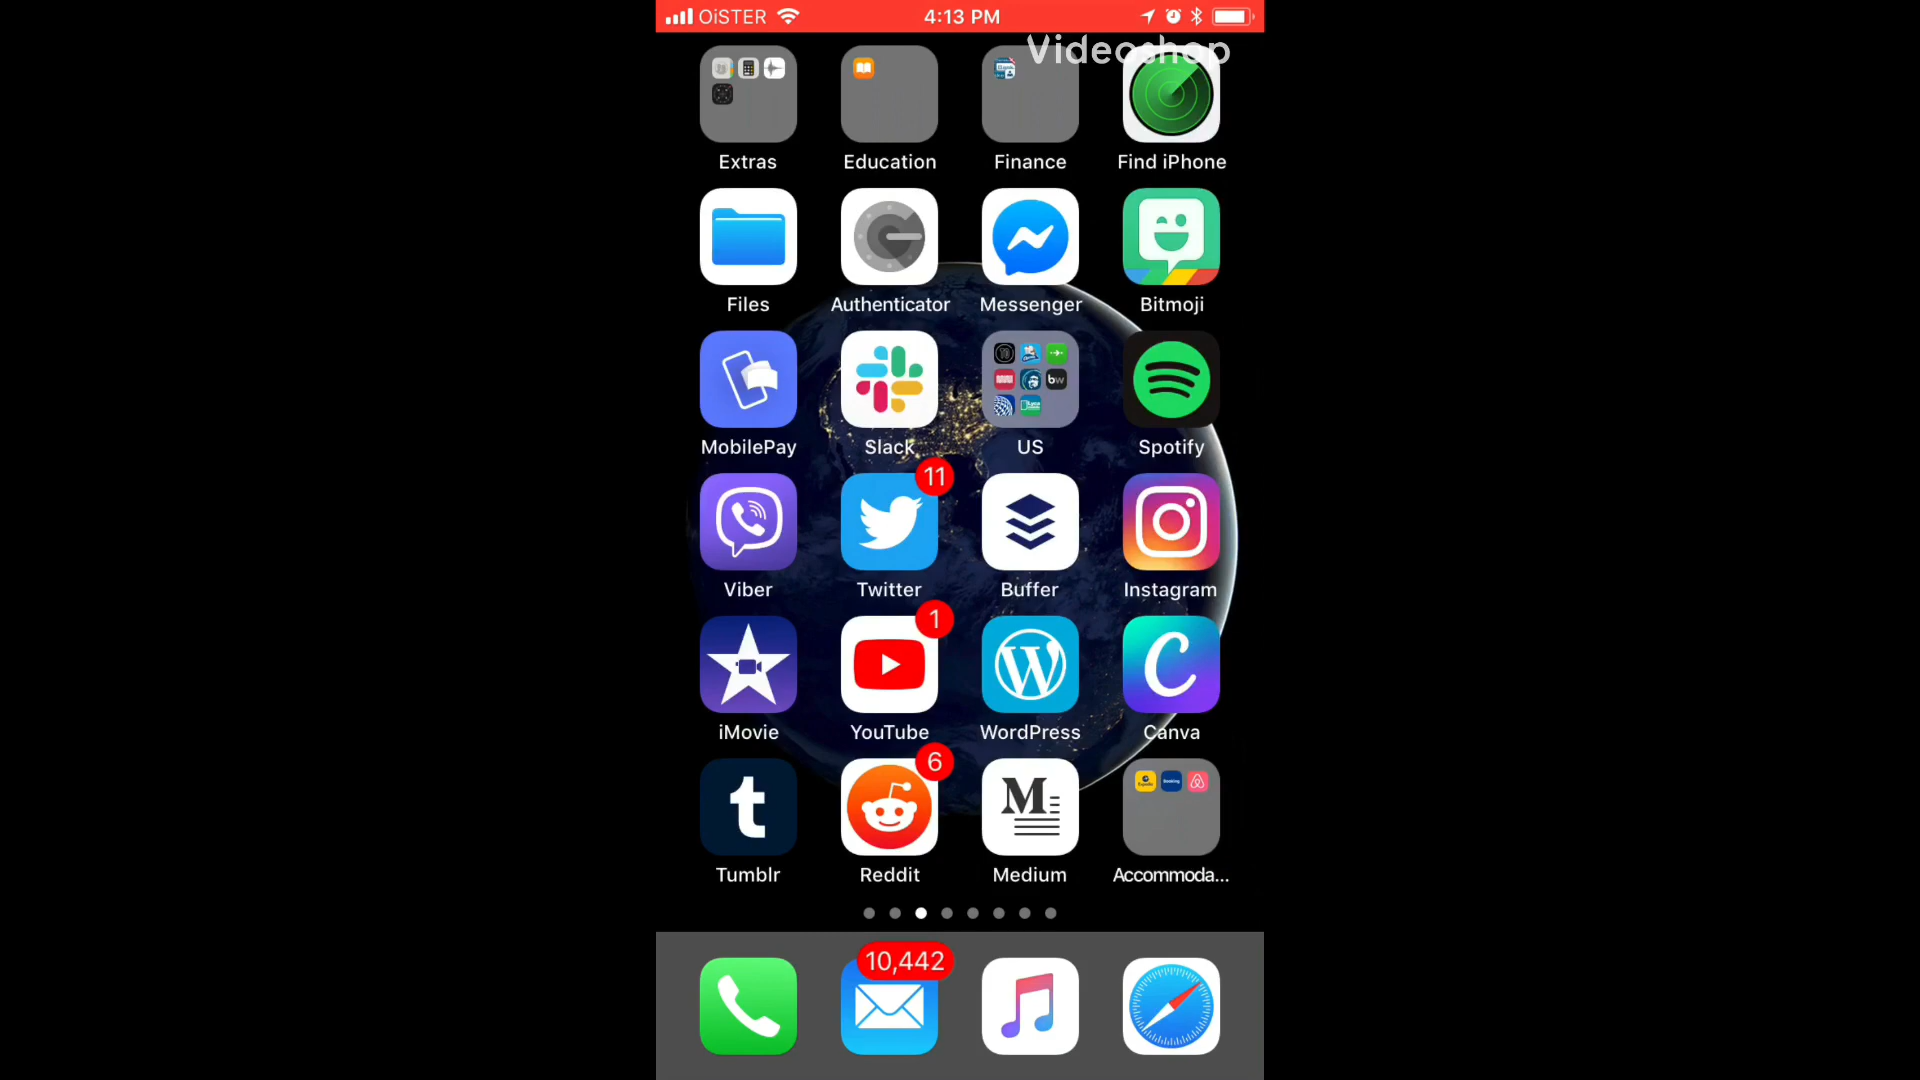 OiSTER 4:13 PM
Videoshop
Extras Education Finance Find iPhone
Files Authenticator Messenger Bitmoji
MobilePay Slack US Spotify
11
Viber Twitter Buffer Instagram
1
iMovie YouTube WordPress Canva
6
Tumblr Reddit Medium Accommoda...
10,442